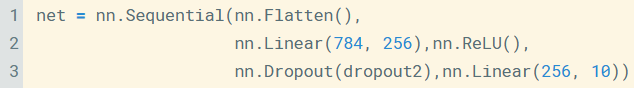 1 net = nn.Sequential(nn.Flatten(),
2 nn.Linear(784, 256),nn.ReLU(),
3 nn.Dropout(dropout2),nn.Linear(256, 10))